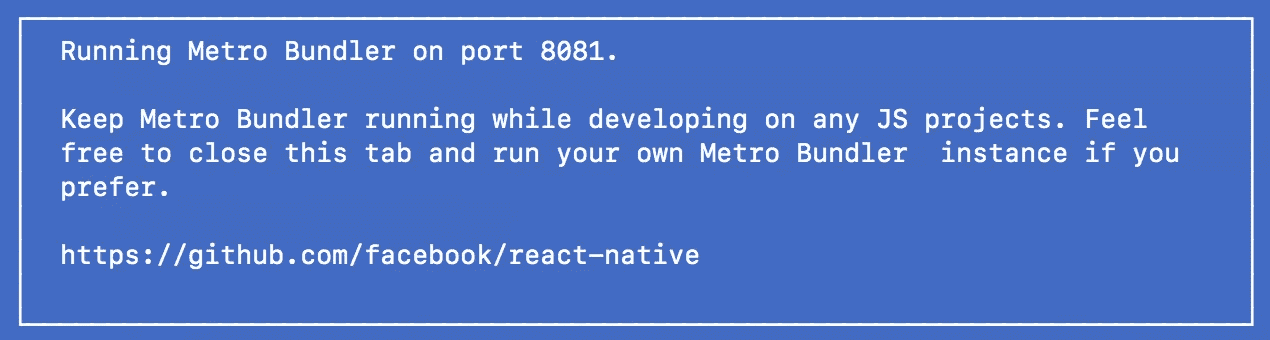 Running Metro Bundler on port 8081.
Keep Metro Bundler running while developing on any JS projects. Feel
free to close this tab and run your own Metro Bundler  instance if you
prefer.
https://github.com/facebook/react-native